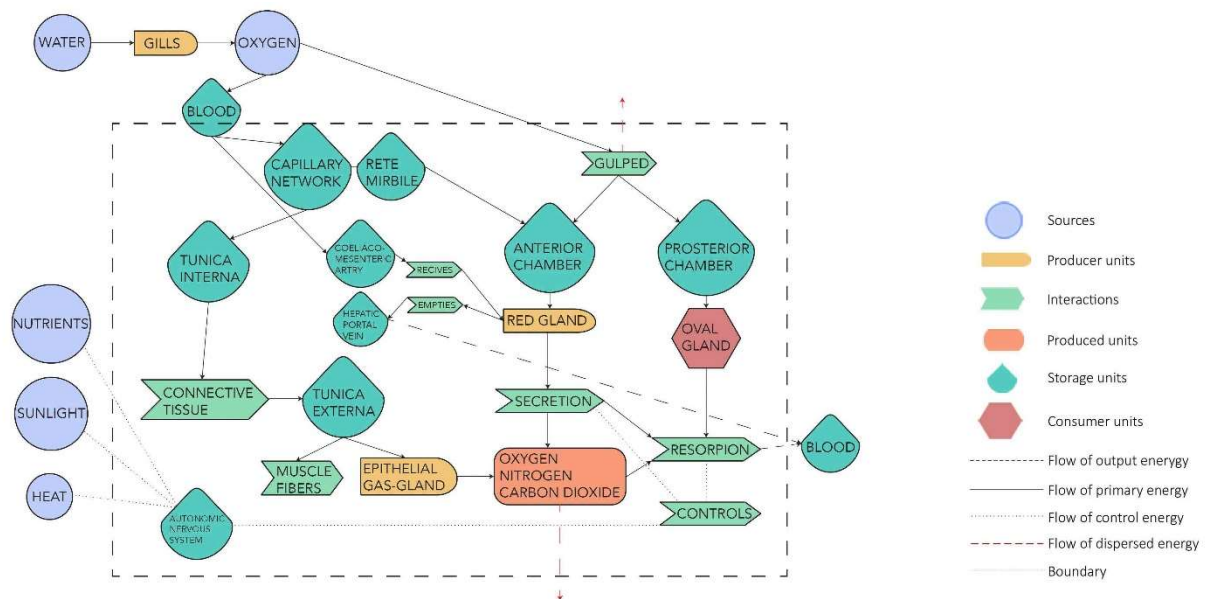 WATER
GILLS
OXYGEN
BLOOD
CAPILLARY
NETWORK
RETE
MIRBILE
GULPED
TUNICA
INTERNA
COELIACO-
MESENTERIC
ARTRY
RECIVES
ANTERIOR
CHAMBER
PROSTERIOR
CHAMBER
HEPATIC
PORTAL
VEIN
EMPTIES
RED GLAND
OVAL
GLAND
NUTRIENTS
SUNLIGHT
HEAT
CONNECTIVE
TISSUE
TUNICA
EXTERNA
SECRETION
MUSCLE
FIBERS
EPITHELIAL
GAS-GLAND
OXYGEN
NITROGEN
CARBON DIOXIDE
RESORPION
BLOOD
AUTONOMIC
NERVOUS
SYSTEM
CONTROLS
Sources
Producer units
Interactions
Produced units
Storage units
Consumer units
Flow of output enerygy
Flow of primary energy
Flow of control energy
Flow of dispersed energy
Boundary